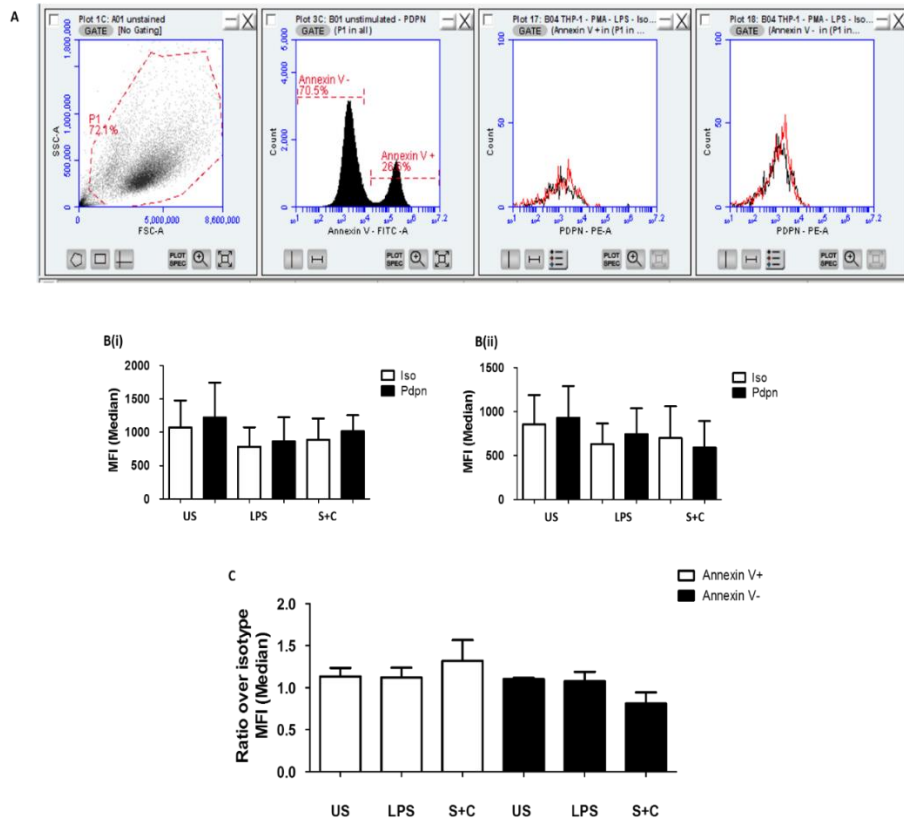 A
Plot 1C: A01 unstained
GATE [No Gating]
P1
72.1%
SSC-A
1,800,000
1,000,000
500,000
0
0
5,000,000
8,000,000
FSC-A
PLOT SPEC
Plot 3C: B01 unstimulated - PDPN
GATE (P1 in all)
Annexin V -
70.5%
Annexin V +
Count
5,000
4,000
2,000
0
Annexin V - FITC -A
PLOT SPEC
Plot 17: B04 THP-1 - PMA - LPS - Iso...
GATE (Annexin V + in (P1 in ...
Count
100
50
0
PDPN - PE-A
PLOT SPEC
Plot 18: B04 THP-1 - PMA - LPS - Iso...
GATE (Annexin V - in (P1 in...
Count
100
50
0
PDPN - PE-A
PLOT SPEC
B(i)
MFI (Median)
2000
1500
1000
500
0
US LPS S+C
Iso
Pdpn
B(ii)
MFI (Median)
1500
1000
500
0
US LPS S+C
Iso
Pdpn
C
Ratio over isotype
MFI (Median)
2.0
1.5
1.0
0.5
0.0
US LPS S+C US LPS S+C
Annexin V+
Annexin V-